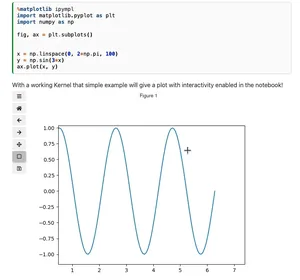 %matplotlib ipympl
import matplotlib.pyplot as plt
import numpy as np
fig, ax = plt.subplots()
x = np.linspace(0, 2*np.pi, 100)
y = np.sin(3*x)
ax.plot(x, y)
With a working Kernel that simple example will give a plot with interactivity enabled in the notebook!
Figure 1
1.00
0.75
0.50
0.25
0.00
−0.25
−0.50
−0.75
−1.00
1 2 3 4 5 6 7